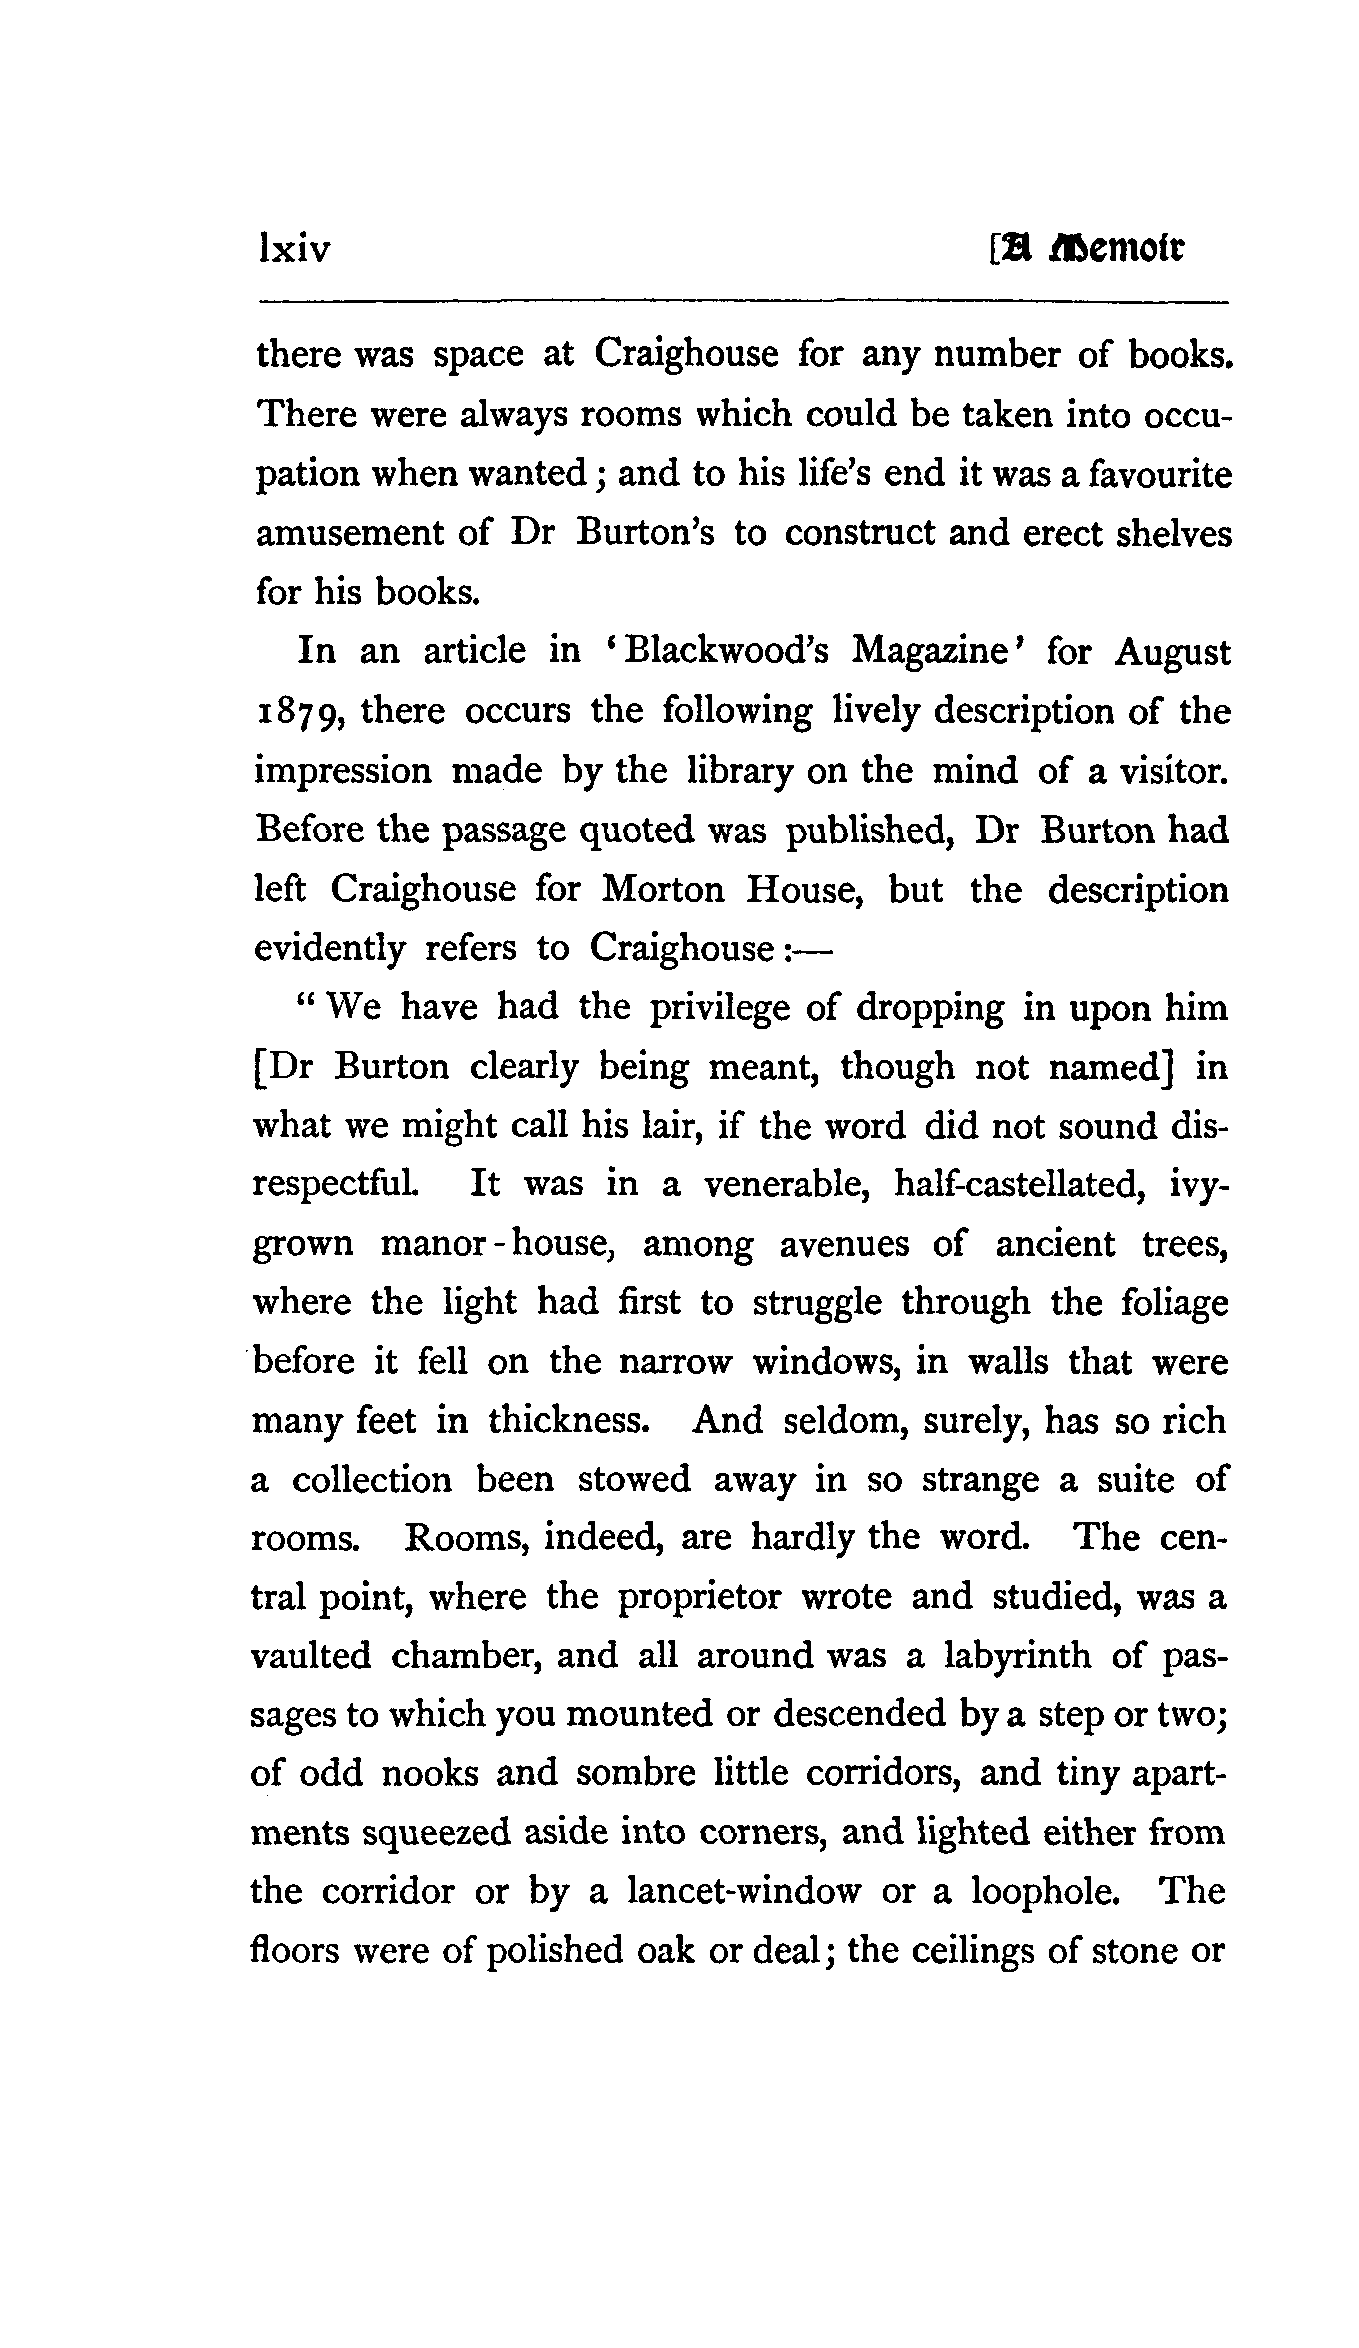 lxiv [A Memoir
there was space at Craighouse for any number of books.
There were always rooms which could be taken into occu-
pation when wanted ; and to his life's end it was a favourite
amusement of Dr Burton's to construct and erect shelves
for his books.
In an article in ‘Blackwood's Magazine’ for August
1879, there occurs the following lively description of the
impression made by the library on the mind of a visitor.
Before the passage quoted was published, Dr Burton had
left Craighouse for Morton House, but the description
evidently refers to Craighouse :—
“ We have had the privilege of dropping in upon him
[Dr Burton clearly being meant, though not named] in
what we might call his lair, if the word did not sound dis-
respectful. It was in a venerable, half-castellated, ivy-
grown manor-house, among avenues of ancient trees,
where the light had first to struggle through the foliage
before it fell on the narrow windows, in walls that were
many feet in thickness. And seldom, surely, has so rich
a collection been stowed away in so strange a suite of
rooms. Rooms, indeed, are hardly the word. The cen-
tral point, where the proprietor wrote and studied, was a
vaulted chamber, and all around was a labyrinth of pas-
sages to which you mounted or descended by a step or two;
of odd nooks and sombre little corridors, and tiny apart-
ments squeezed aside into corners, and lighted either from
the corridor or by a lancet-window or a loophole. The
floors were of polished oak or deal; the ceilings of stone or